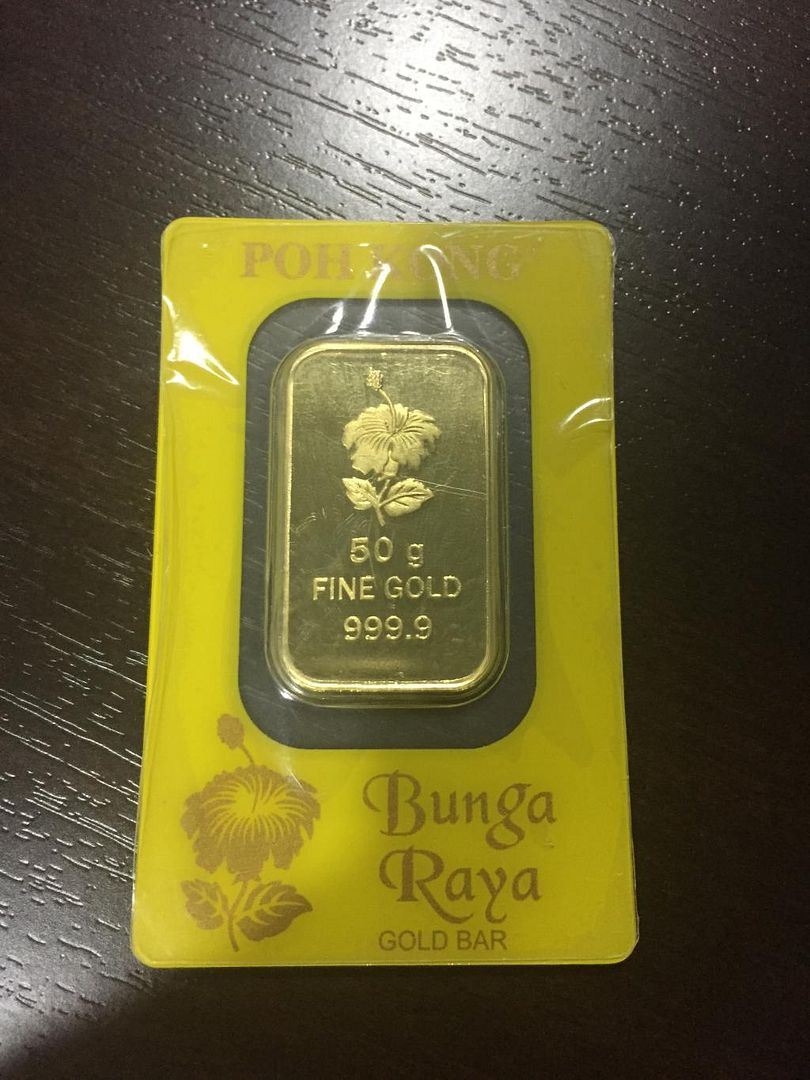 POH KONG
50 g
FINE GOLD
999.9
Bunga
Raya
GOLD BAR